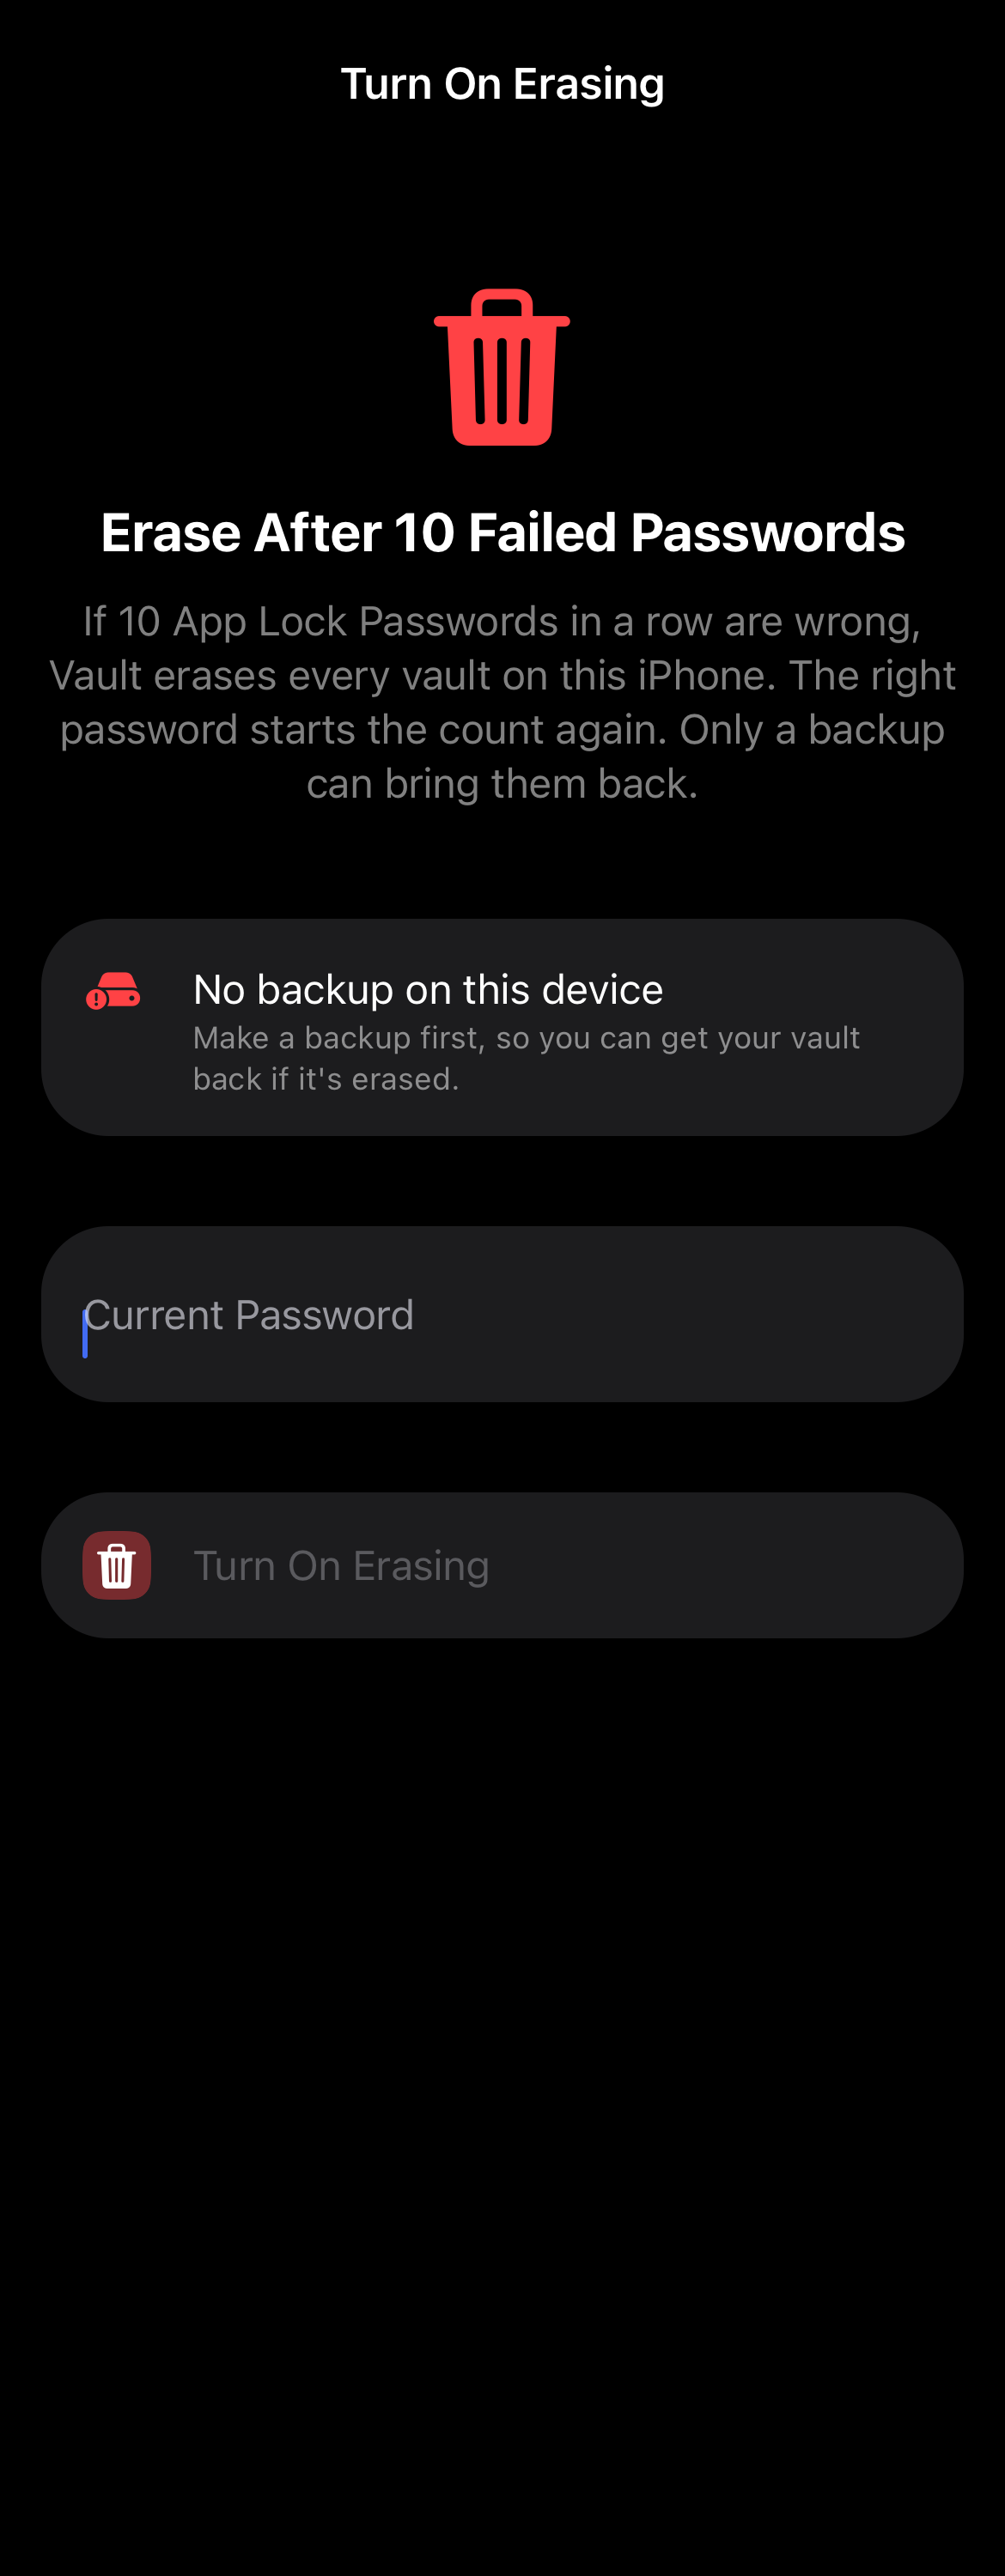 Turn On Erasing
Erase After 10 Failed Passwords
If 10 App Lock Passwords in a row are wrong,
Vault erases every vault on this iPhone. The right
password starts the count again. Only a backup
can bring them back.
No backup on this device
Make a backup first, so you can get your vault
back if it's erased.
Current Password
Turn On Erasing